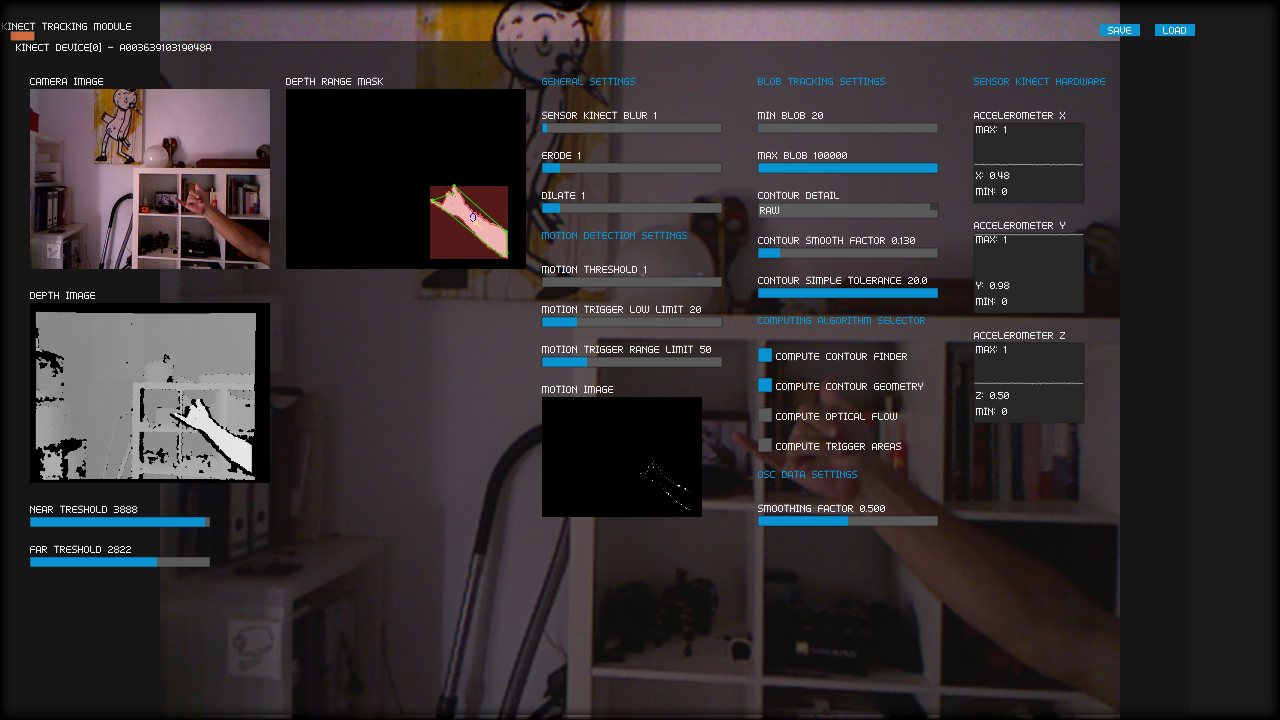 KINECT TRACKING MODULE
SAVE
LOAD
KINECT DEVICE[0] - A00363910319048A
CAMERA IMAGE
DEPTH RANGE MASK
GENERAL SETTINGS
BLOB TRACKING SETTINGS
SENSOR KINECT HARDWARE
DEPTH IMAGE
NEAR TRESHOLD 3888
FAR TRESHOLD 2822
SENSOR KINECT BLUR 1
ERODE 1
DILATE 1
MOTION DETECTION SETTINGS
MOTION THRESHOLD 1
MOTION TRIGGER LOW LIMIT 20
MOTION TRIGGER RANGE LIMIT 50
MOTION IMAGE
MIN BLOB 20
MAX BLOB 100000
CONTOUR DETAIL
RAW
CONTOUR SMOOTH FACTOR 0.130
CONTOUR SIMPLE TOLERANCE 20.0
COMPUTING ALGORITHM SELECTOR
COMPUTE CONTOUR FINDER
COMPUTE CONTOUR GEOMETRY
COMPUTE OPTICAL FLOW
COMPUTE TRIGGER AREAS
OSC DATA SETTINGS
SMOOTHING FACTOR 0.500
ACCELEROMETER X
MAX: 1
X: 0.48
MIN: 0
ACCELEROMETER Y
MAX: 1
Y: 0.98
MIN: 0
ACCELEROMETER Z
MAX: 1
Z: 0.50
MIN: 0